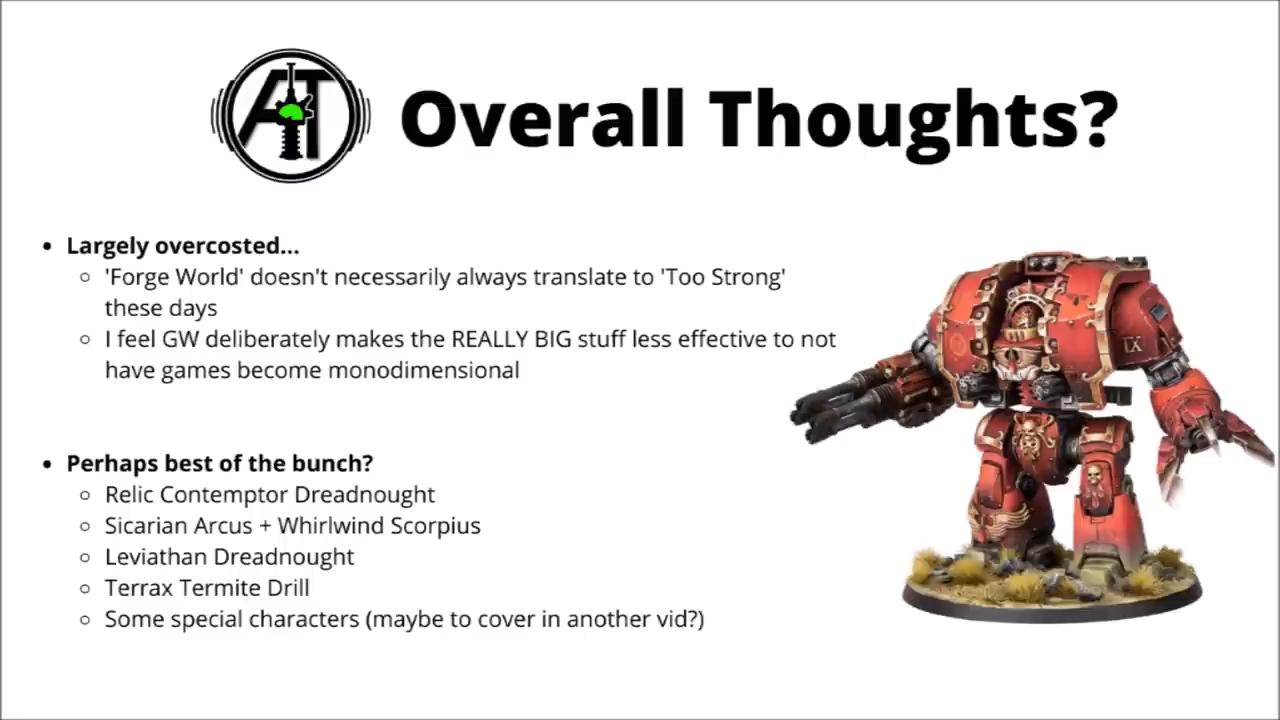 AT
Overall Thoughts?
• Largely overcosted...
○ 'Forge World' doesn't necessarily always translate to 'Too Strong'
these days
○ I feel GW deliberately makes the REALLY BIG stuff less effective to not
have games become monodimensional
• Perhaps best of the bunch?
○ Relic Contemptor Dreadnought
○ Sicarian Arcus + Whirlwind Scorpius
○ Leviathan Dreadnought
○ Terrax Termite Drill
○ Some special characters (maybe to cover in another vid?)
IX